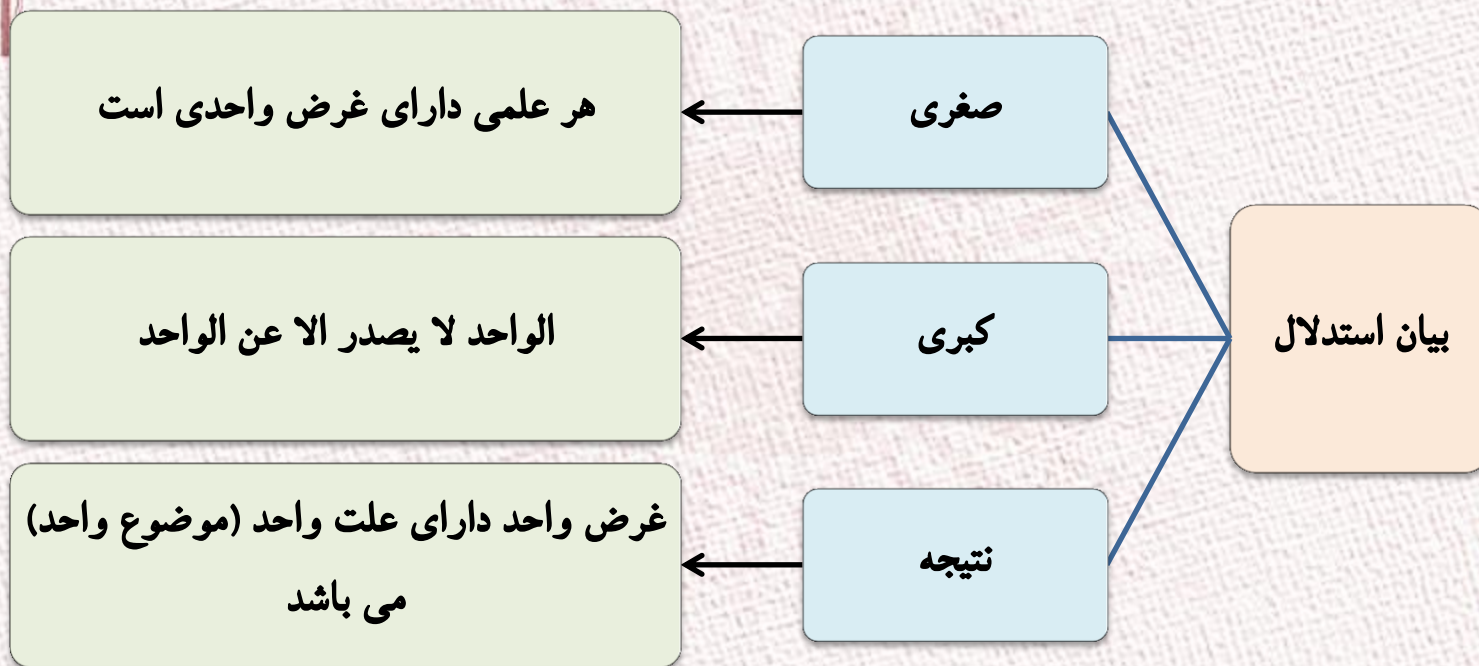 بیان استدلال
صغری
هر علمی دارای غرض واحدی است
کبری
الواحد لا یصدر الا عن الواحد
نتیجه
غرض واحد دارای علت واحد (موضوع واحد)
می باشد